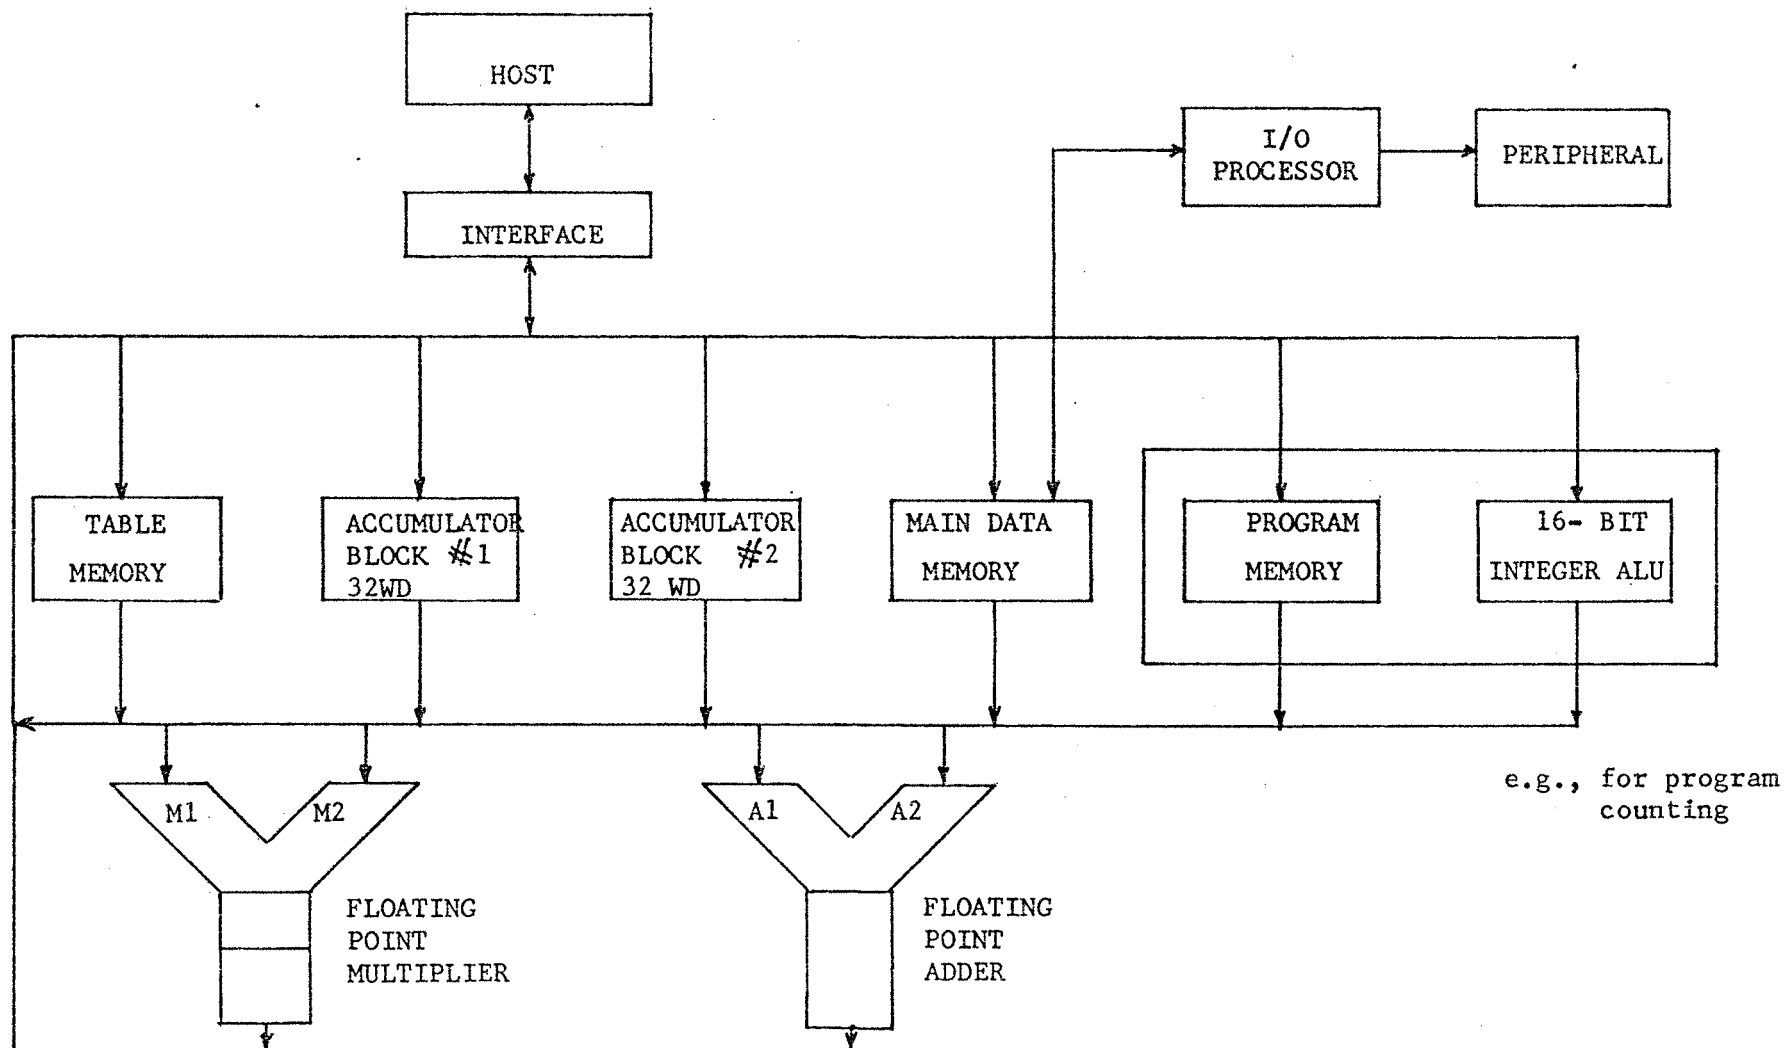 HOST
I/O
PROCESSOR
PERIPHERAL
INTERFACE
TABLE
MEMORY
ACCUMULATOR
BLOCK #1
32WD
ACCUMULATOR
BLOCK #2
32 WD
MAIN DATA
MEMORY
PROGRAM
MEMORY
16- BIT
INTEGER ALU
e.g., for program
counting
M1
M2
A1
A2
FLOATING
POINT
MULTIPLIER
FLOATING
POINT
ADDER